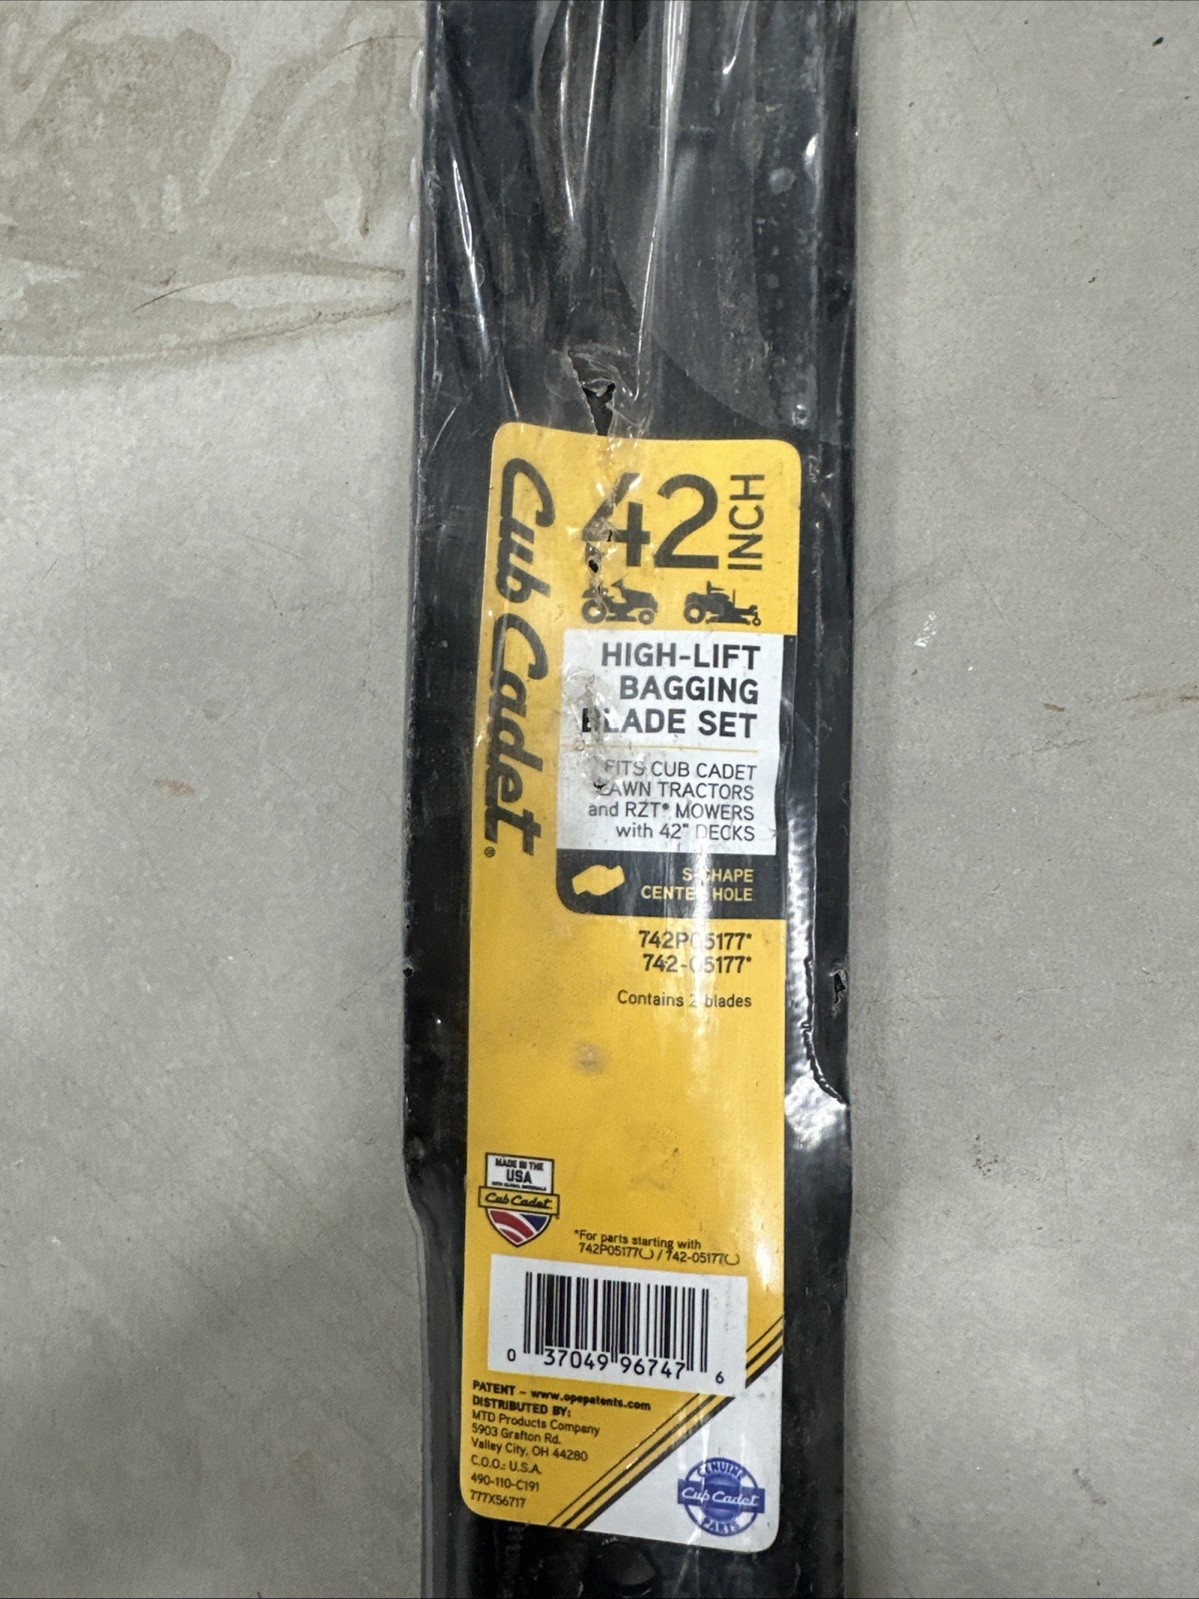 Cub Cadet®
42 INCH
HIGH-LIFT
BAGGING
BLADE SET
FITS CUB CADET
LAWN TRACTORS
and RZT® MOWERS
with 42" DECKS
S-SHAPE
CENTER HOLE
742P05177*
742-05177*
Contains 2 blades
MADE IN THE
USA
WITH GLOBAL MATERIALS
Cub Cadet
*For parts starting with
742P05177( ) / 742-05177( )
0 37049 96747 6
PATENT – www.opepatents.com
DISTRIBUTED BY:
MTD Products Company
5903 Grafton Rd.
Valley City, OH 44280
C.O.O.: U.S.A.
490-110-C191
777X56717
GENUINE
Cub Cadet
PARTS